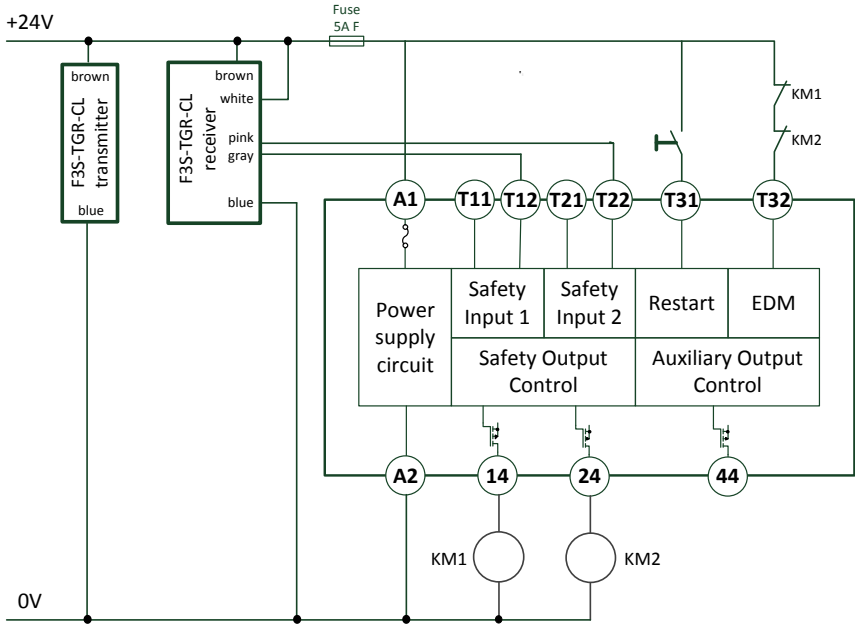 Fuse
5A F
+24V
brown
F3S-TGR-CL
transmitter
blue
brown
white
F3S-TGR-CL
receiver
pink
gray
blue
KM1
KM2
A1
T11
T12
T21
T22
T31
T32
Power
supply
circuit
Safety
Input 1
Safety
Input 2
Restart
EDM
Safety Output
Control
Auxiliary Output
Control
A2
14
24
44
KM1
KM2
0V